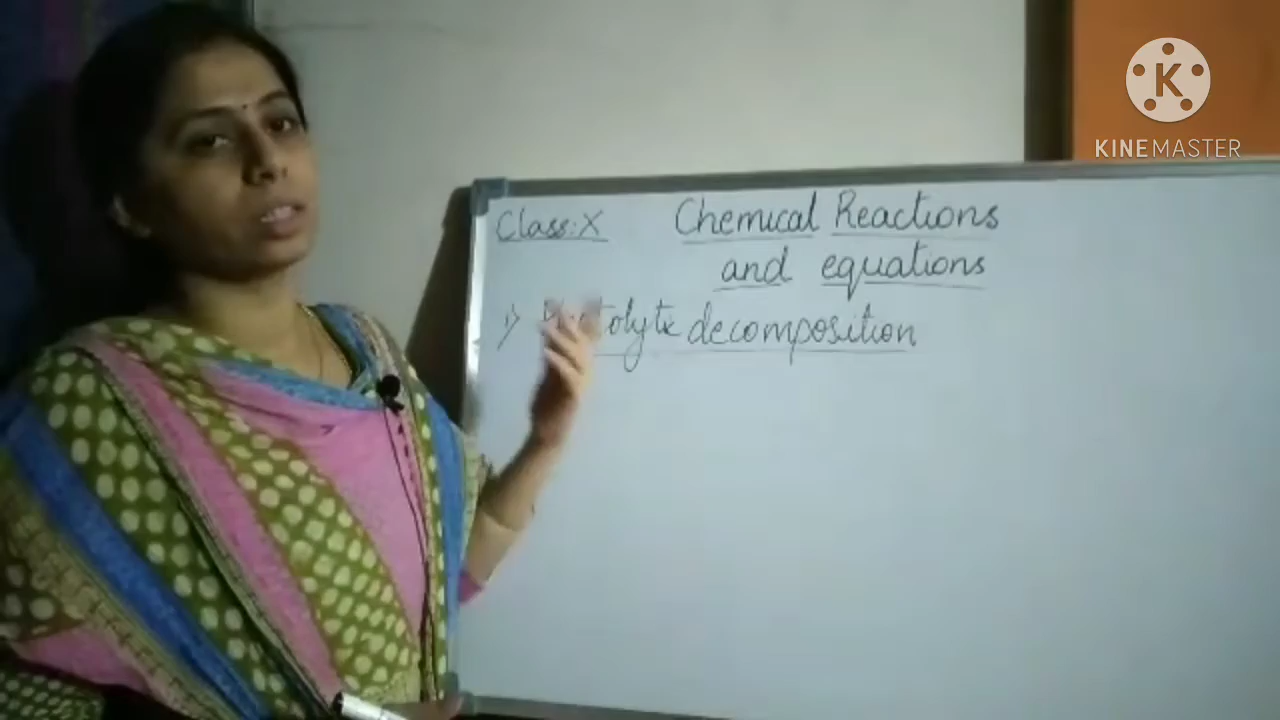 K
KINEMASTER
Class: X
Chemical Reactions
and equations
1) decomposition